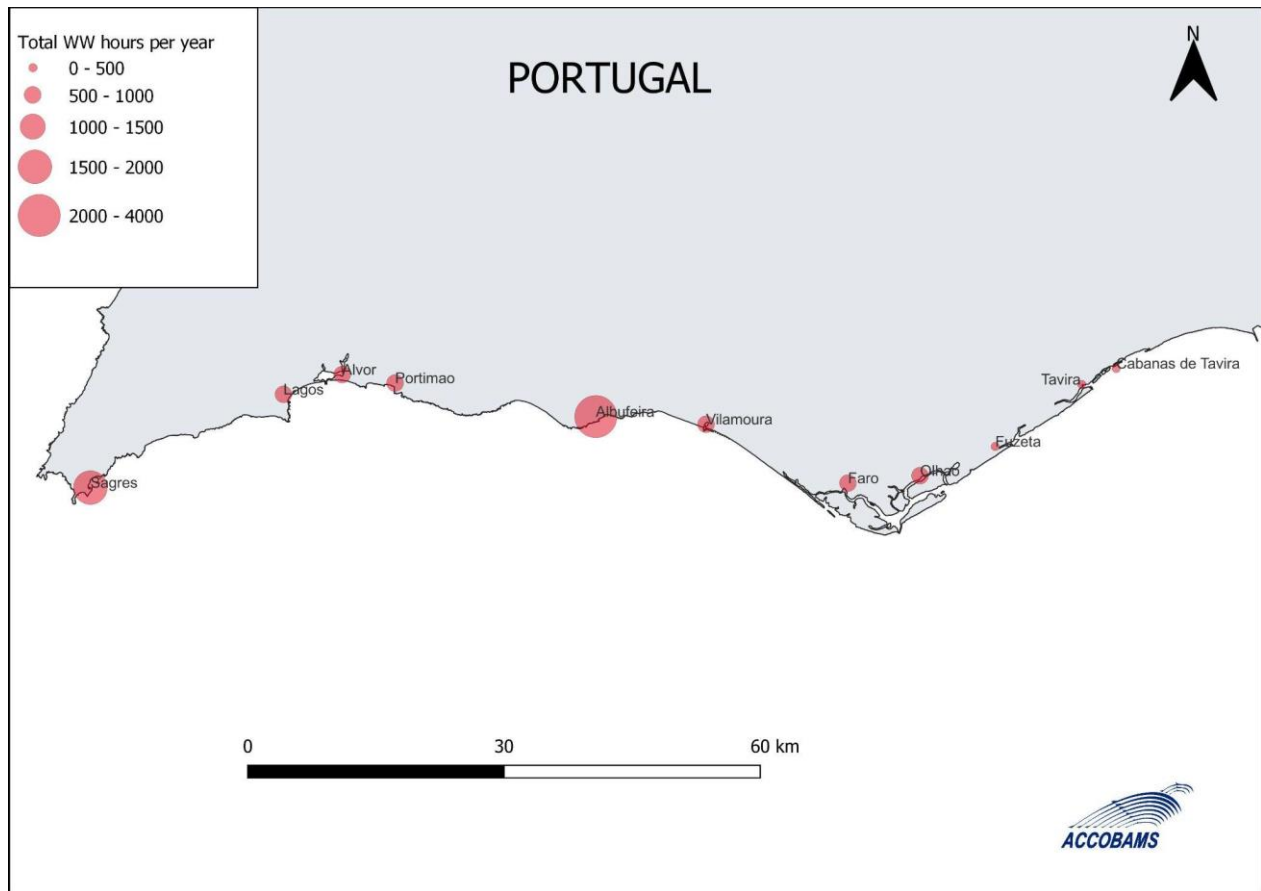 Total WW hours per year
0 - 500
500 - 1000
1000 - 1500
1500 - 2000
2000 - 4000
PORTUGAL
N
Cabanas de Tavira
Alvor
Portimao
Tavira
Lagos
Albufeira
Vilamoura
Fuzeta
Olhao
Faro
Sagres
0 30 60 km
ACCOBAMS